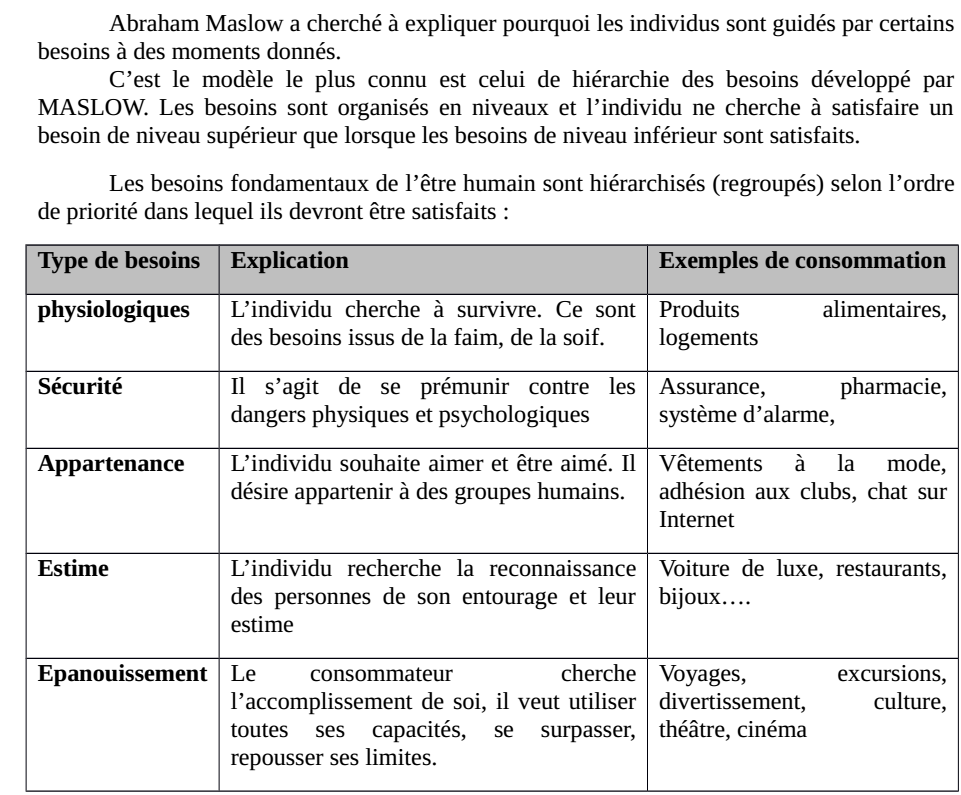 Abraham Maslow a cherché à expliquer pourquoi les individus sont guidés par certains
besoins à des moments donnés.
C’est le modèle le plus connu est celui de hiérarchie des besoins développé par
MASLOW. Les besoins sont organisés en niveaux et l’individu ne cherche à satisfaire un
besoin de niveau supérieur que lorsque les besoins de niveau inférieur sont satisfaits.
Les besoins fondamentaux de l’être humain sont hiérarchisés (regroupés) selon l’ordre
de priorité dans lequel ils devront être satisfaits :
Type de besoins
Explication
Exemples de consommation
physiologiques
L’individu cherche à survivre. Ce sont
des besoins issus de la faim, de la soif.
Produits alimentaires,
logements
Sécurité
Il s’agit de se prémunir contre les
dangers physiques et psychologiques
Assurance, pharmacie,
système d’alarme,
Appartenance
L’individu souhaite aimer et être aimé. Il
désire appartenir à des groupes humains.
Vêtements à la mode,
adhésion aux clubs, chat sur
Internet
Estime
L’individu recherche la reconnaissance
des personnes de son entourage et leur
estime
Voiture de luxe, restaurants,
bijoux….
Epanouissement
Le consommateur cherche
l’accomplissement de soi, il veut utiliser
toutes ses capacités, se surpasser,
repousser ses limites.
Voyages, excursions,
divertissement, culture,
théâtre, cinéma